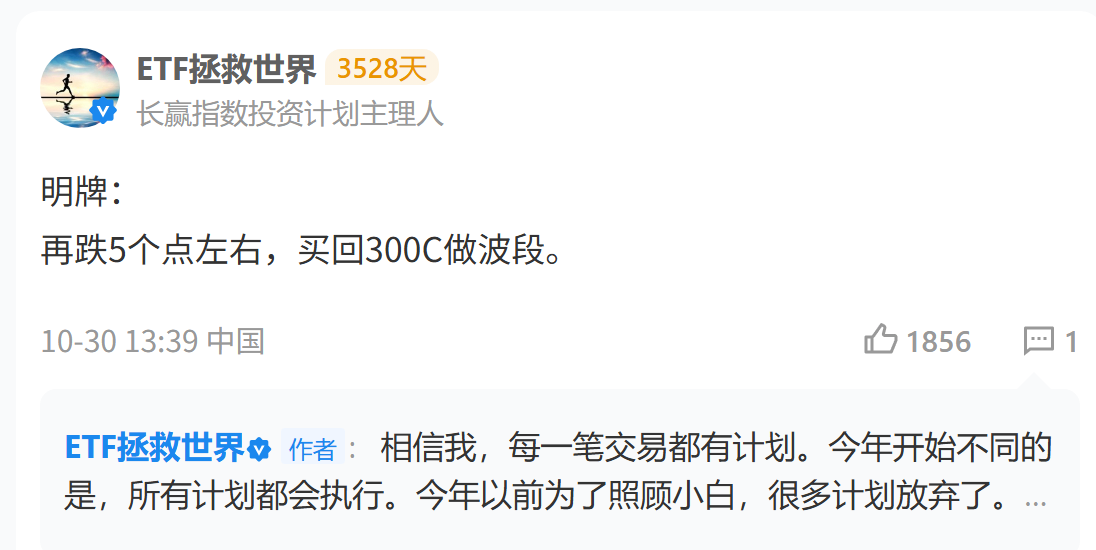 ETF拯救世界 3528天
长赢指数投资计划主理人
明牌：
再跌5个点左右，买回300C做波段。
10-30 13:39 中国 1856 1
ETF拯救世界 作者： 相信我，每一笔交易都有计划。今年开始不同的
是，所有计划都会执行。今年以前为了照顾小白，很多计划放弃了。...